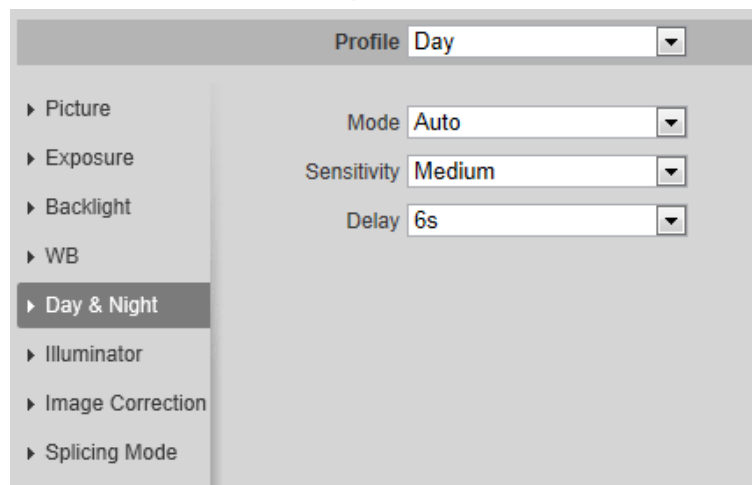 Profile Day
Picture
Exposure
Backlight
WB
Day & Night
Illuminator
Image Correction
Splicing Mode
Mode Auto
Sensitivity Medium
Delay 6s